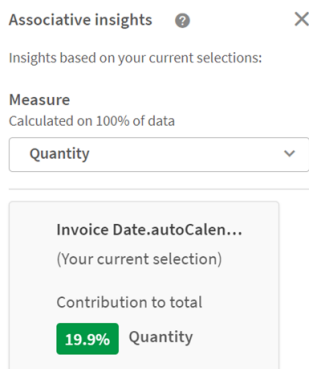 Associative insights ?
Insights based on your current selections:
Measure
Calculated on 100% of data
Quantity
Invoice Date.autoCalen...
(Your current selection)
Contribution to total
19.9% Quantity